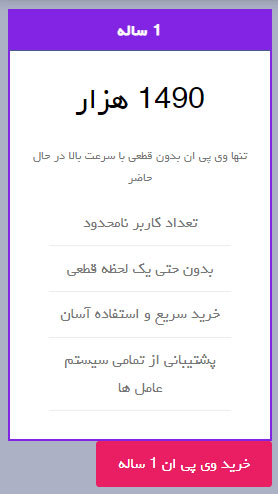 1 ساله
1490 هزار
تنها وی پی ان بدون قطعی با سرعت بالا در حال
حاضر
تعداد کاربر نامحدود
بدون حتی یک لحظه قطعی
خرید سریع و استفاده آسان
پشتیبانی از تمامی سیستم
عامل ها
خرید وی پی ان 1 ساله